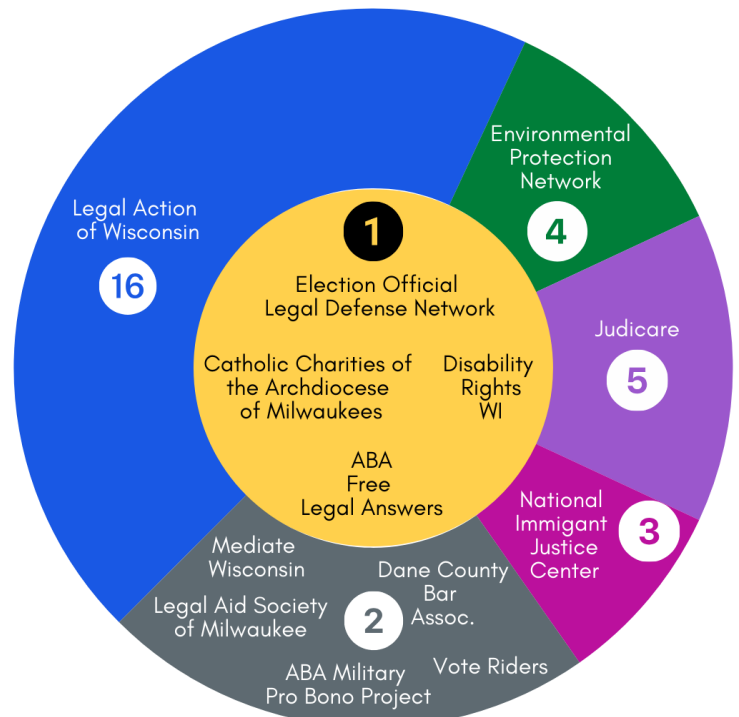 Legal Action
of Wisconsin
16
Environmental
Protection
Network
4
1
Election Official
Legal Defense Network
Catholic Charities of
the Archdiocese
of Milwaukees
Disability
Rights
WI
ABA
Free
Legal Answers
Judicare
5
National
Immigant
Justice
Center
3
Mediate
Wisconsin
Dane County
Bar
Assoc.
Legal Aid Society
of Milwaukee
2
ABA Military
Pro Bono Project
Vote Riders